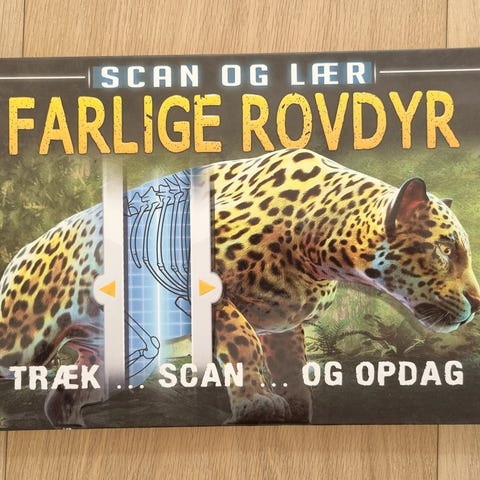 SCAN OG LÆR
FARLIGE ROVDYR
TRÆK ... SCAN ... OG OPDAG